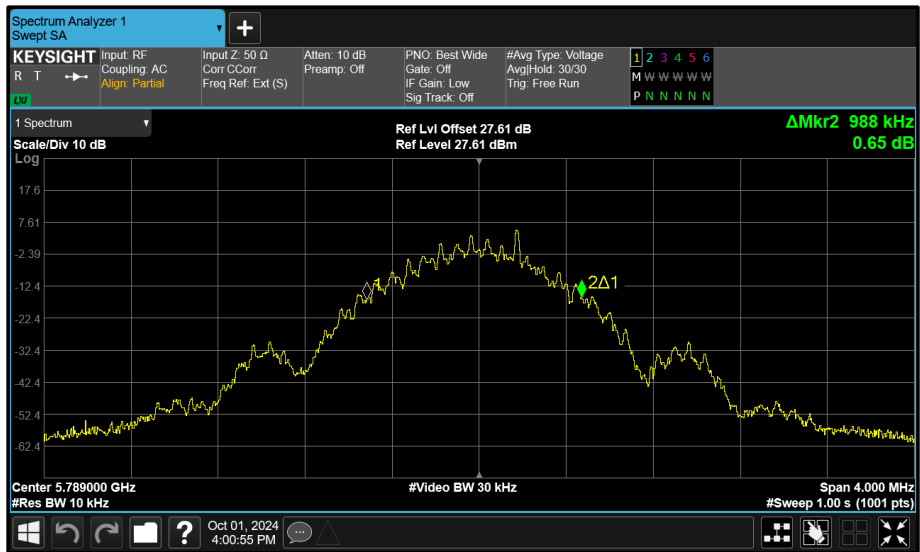 Spectrum Analyzer 1
Swept SA
KEYSIGHT
R T
LXI
Input: RF
Coupling: AC
Align: Partial
Input Z: 50 Ω
Corr CCorr
Freq Ref: Ext (S)
Atten: 10 dB
Preamp: Off
PNO: Best Wide
Gate: Off
IF Gain: Low
Sig Track: Off
#Avg Type: Voltage
Avg|Hold: 30/30
Trig: Free Run
1 2 3 4 5 6
M W W W W W
P N N N N N
1 Spectrum
Scale/Div 10 dB
Log
Ref Lvl Offset 27.61 dB
Ref Level 27.61 dBm
ΔMkr2 988 kHz
0.65 dB
17.6
7.61
-2.39
-12.4
-22.4
-32.4
-42.4
-52.4
-62.4
1
2Δ1
Center 5.789000 GHz
#Res BW 10 kHz
#Video BW 30 kHz
Span 4.000 MHz
#Sweep 1.00 s (1001 pts)
Oct 01, 2024
4:00:55 PM